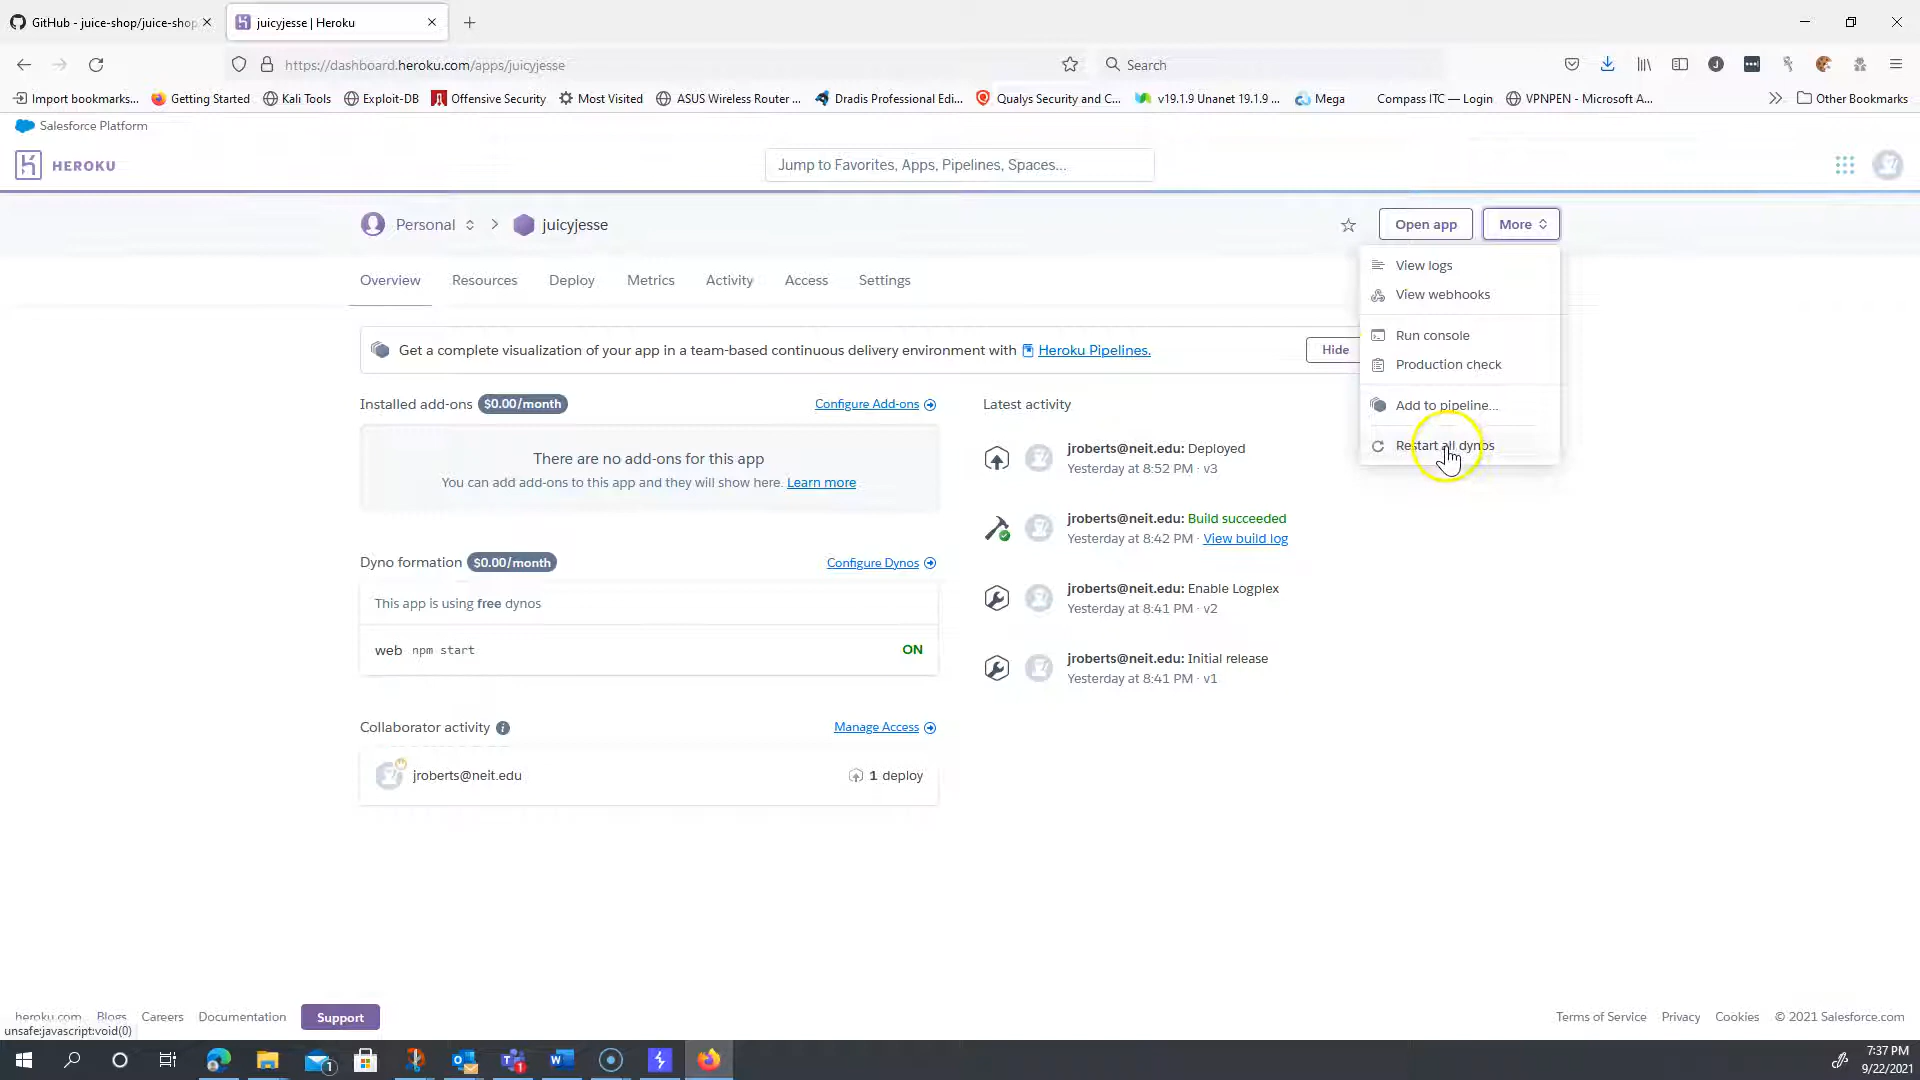 GitHub - juice-shop/juice-shop
juicyjesse | Heroku
https://dashboard.heroku.com/apps/juicyjesse
Search
Import bookmarks...
Getting Started
Kali Tools
Exploit-DB
Offensive Security
Most Visited
ASUS Wireless Router ...
Dradis Professional Edi...
Qualys Security and C...
v19.1.9 Unanet 19.1.9 ...
Mega
Compass ITC — Login
VPNPEN - Microsoft A...
Other Bookmarks
Salesforce Platform
HEROKU
Jump to Favorites, Apps, Pipelines, Spaces...
Personal
juicyjesse
Open app
More
Overview
Resources
Deploy
Metrics
Activity
Access
Settings
View logs
View webhooks
Run console
Production check
Add to pipeline...
Restart all dynos
Get a complete visualization of your app in a team-based continuous delivery environment with Heroku Pipelines.
Hide
Installed add-ons $0.00/month
Configure Add-ons
There are no add-ons for this app
You can add add-ons to this app and they will show here. Learn more
Dyno formation $0.00/month
Configure Dynos
This app is using free dynos
web npm start
ON
Collaborator activity
Manage Access
jroberts@neit.edu
1 deploy
Latest activity
jroberts@neit.edu: Deployed
Yesterday at 8:52 PM · v3
jroberts@neit.edu: Build succeeded
Yesterday at 8:42 PM · View build log
jroberts@neit.edu: Enable Logplex
Yesterday at 8:41 PM · v2
jroberts@neit.edu: Initial release
Yesterday at 8:41 PM · v1
heroku.com
Blogs
Careers
Documentation
Support
Terms of Service
Privacy
Cookies
© 2021 Salesforce.com
unsafe:javascript:void(0)
7:37 PM
9/22/2021